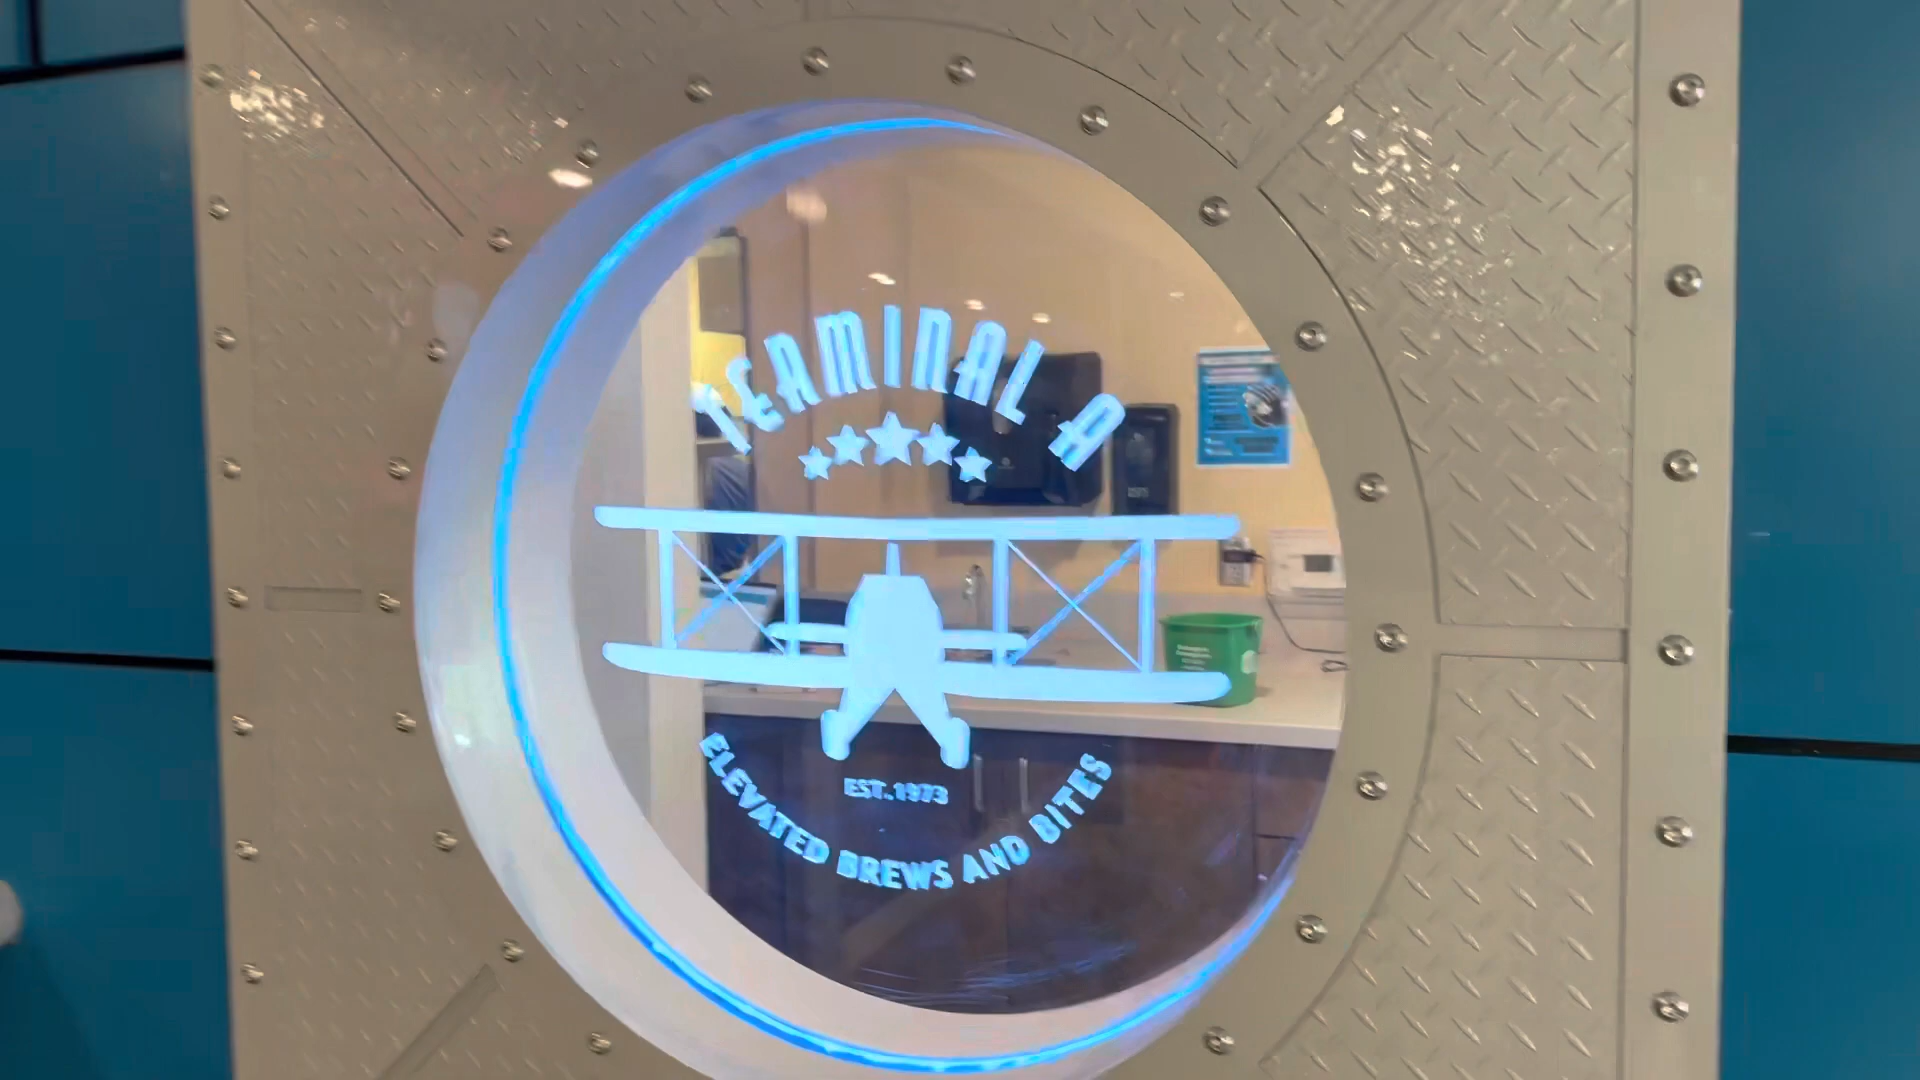 TERMINAL A
EST.1973
ELEVATED BREWS AND BITES